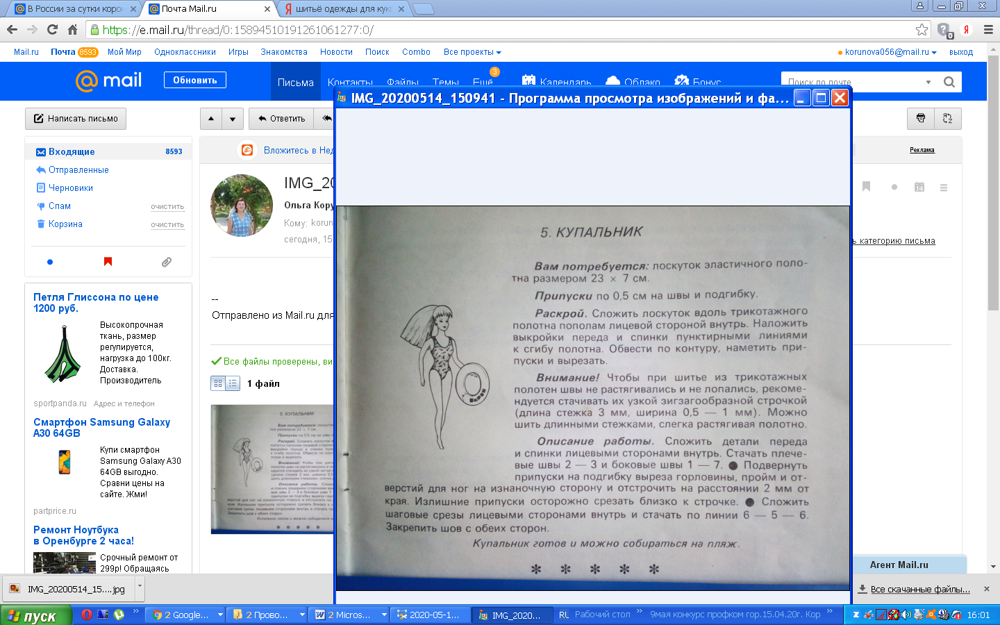 В России за сутки корон
Почта Mail.ru
шитьё одежды для кук
https://e.mail.ru/thread/0:15894510191261061277:0/
Mail.ru Почта 8593 Мой Мир Одноклассники Игры Знакомства Новости Поиск Combo Все проекты
korunova056@mail.ru выход
@mail Обновить Письма Контакты Файлы Темы Ещё 3 14 Календарь Облако Бонус Поиск по почте
IMG_20200514_150941 - Программа просмотра изображений и фа...
Написать письмо
Ответить
Входящие 8593
Отправленные
Черновики
Спам очистить
Корзина очистить
Вложитесь в Нед
Реклама
IMG_20
Ольга Кору
Кому: korun
сегодня, 15
14
ь категорию письма
--
Отправлено из Mail.ru для
Все файлы проверены, ви
1 файл
Петля Глиссона по цене
1200 руб.
Высокопрочная
ткань, размер
регулируется,
нагрузка до 100кг.
Доставка.
Производитель
sportpanda.ru Адрес и телефон
Смартфон Samsung Galaxy
A30 64GB
Купи смартфон
Samsung Galaxy A30
64GB выгодно.
Сравни цены на
сайте. Жми!
partprice.ru
Ремонт Ноутбука
в Оренбурге 2 часа!
Срочный ремонт от
299р! Обращаясь
5. КУПАЛЬНИК
Вам потребуется: лоскуток эластичного поло-
тна размером 23 × 7 см.
Припуски по 0,5 см на швы и подгибку.
Раскрой. Сложить лоскуток вдоль трикотажного
полотна пополам лицевой стороной внутрь. Наложить
выкройки переда и спинки пунктирными линиями
к сгибу полотна. Обвести по контуру, наметить при-
пуски и вырезать.
Внимание! Чтобы при шитье из трикотажных
полотен швы не растягивались и не лопались, рекоме-
ндуется стачивать их узкой зигзагообразной строчкой
(длина стежка 3 мм, ширина 0,5 — 1 мм). Можно
шить длинными стежками, слегка растягивая полотно.
Описание работы. Сложить детали переда
и спинки лицевыми сторонами внутрь. Стачать плече-
вые швы 2 — 3 и боковые швы 1 — 7. ● Подвернуть
припуски на подгибку выреза горловины, пройм и от-
верстий для ног на изнаночную сторону и отстрочить на расстоянии 2 мм от
края. Излишние припуски осторожно срезать близко к строчке. ● Сложить
шаговые срезы лицевыми сторонами внутрь и стачать по линии 6 — 5 — 6.
Закрепить шов с обеих сторон.
Купальник готов и можно собираться на пляж.
* * * * *
Агент Mail.ru
IMG_20200514_15....jpg
Все скачанные файлы...
пуск
2 Google...
2 Прово...
2 Micros...
2020-05-1...
IMG_2020...
RU
Рабочий стол
9мая конкурс профком гор.15.04.20г. Кор
16:01